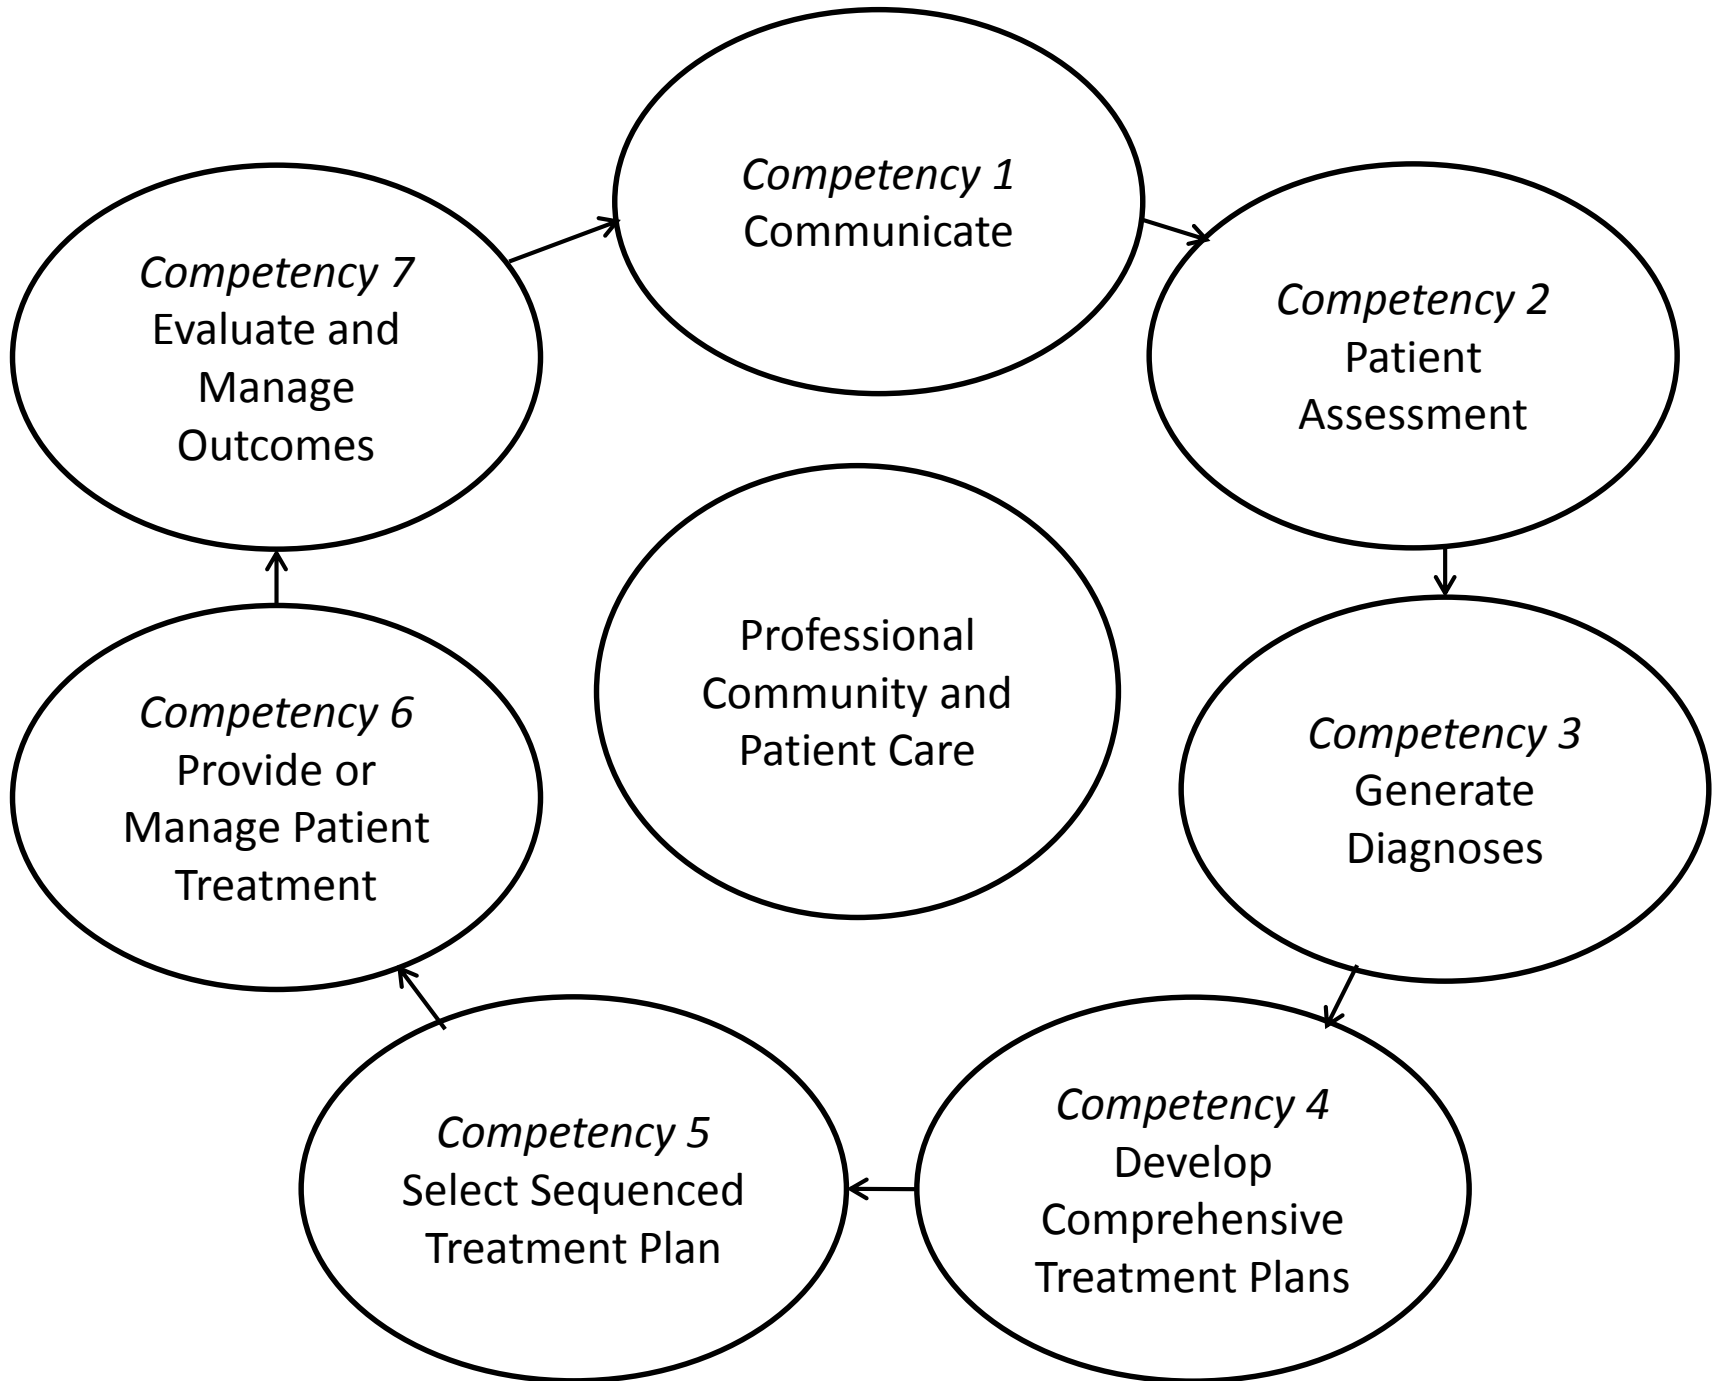 Competency 1
Communicate
Competency 2
Patient
Assessment
Competency 3
Generate
Diagnoses
Competency 4
Develop
Comprehensive
Treatment Plans
Competency 5
Select Sequenced
Treatment Plan
Competency 6
Provide or
Manage Patient
Treatment
Competency 7
Evaluate and
Manage
Outcomes
Professional
Community and
Patient Care